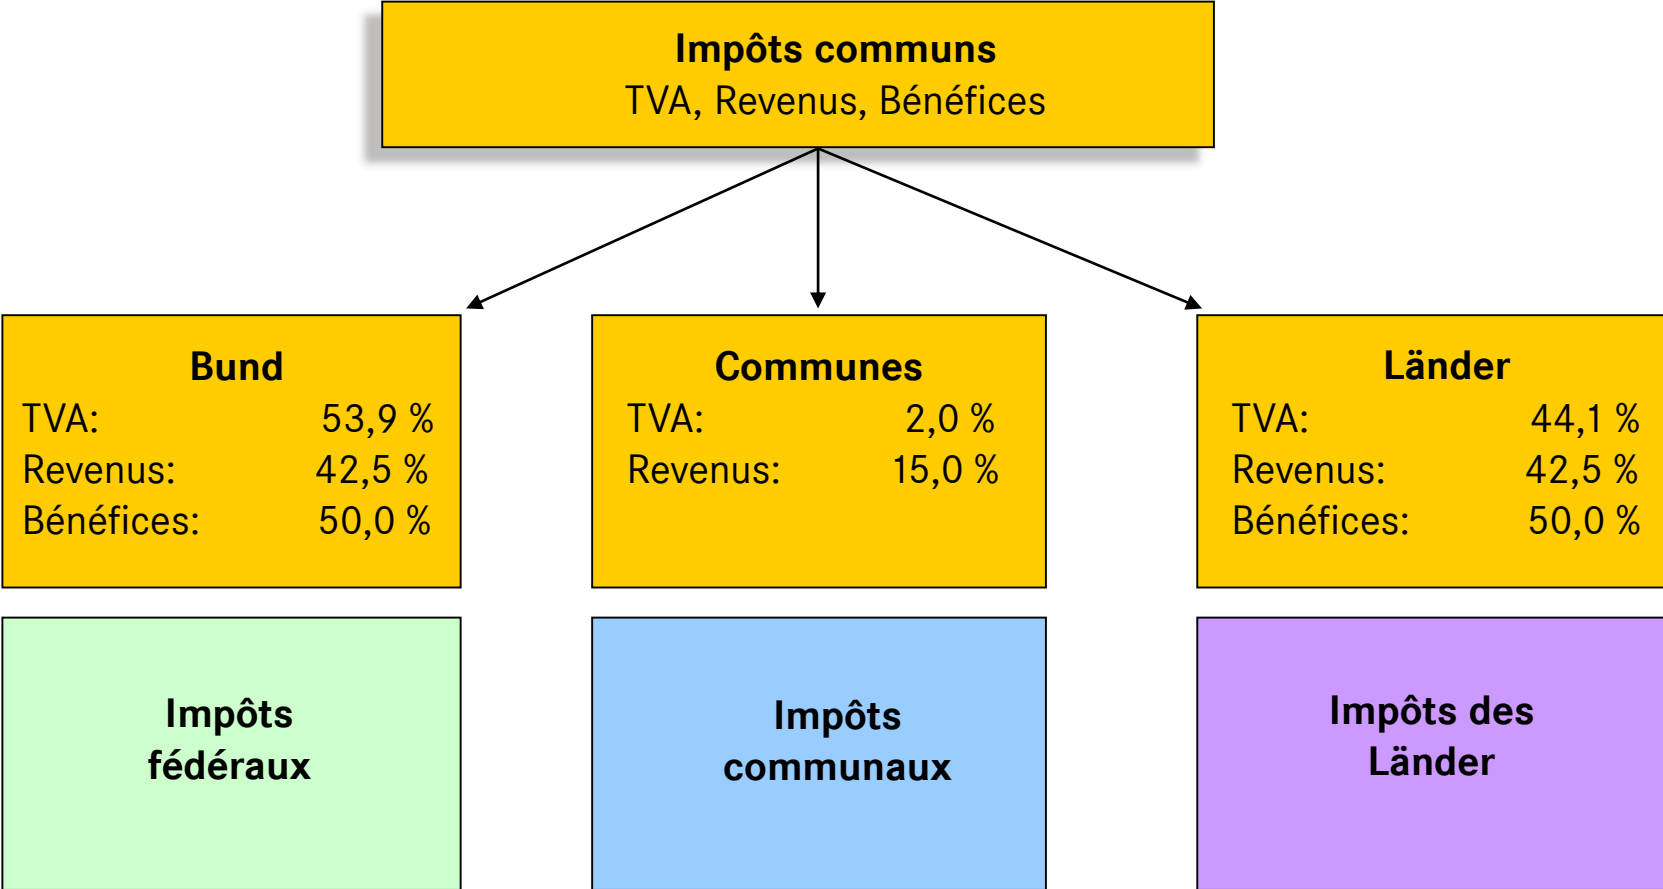 Impôts communs
TVA, Revenus, Bénéfices
Bund
TVA: 53,9 %
Revenus: 42,5 %
Bénéfices: 50,0 %
Communes
TVA: 2,0 %
Revenus: 15,0 %
Länder
TVA: 44,1 %
Revenus: 42,5 %
Bénéfices: 50,0 %
Impôts
fédéraux
Impôts
communaux
Impôts des
Länder